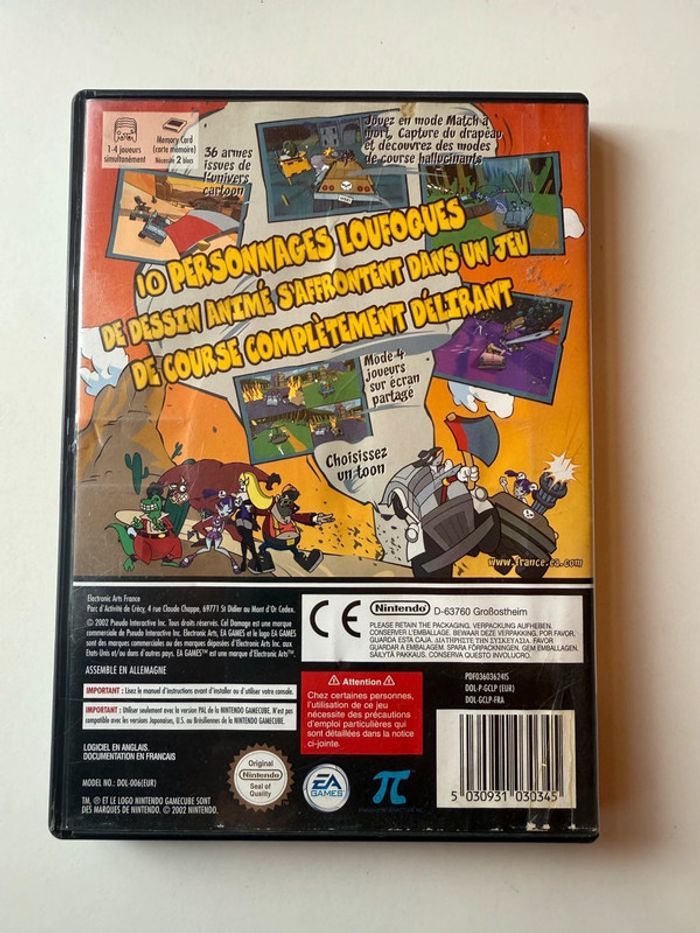 1-4 joueurs
simultanément
Memory Card
(carte mémoire)
Nécessite 2 blocs
36 armes
issues de
l'univers
cartoon
Jouez en mode Match à
mort, Capture du drapeau
et découvrez des modes
de course hallucinants
10 PERSONNAGES LOUFOQUES
DE DESSIN ANIMÉ S'AFFRONTENT DANS UN JEU
DE COURSE COMPLÈTEMENT DÉLIRANT
Mode 4
joueurs
sur écran
partagé
Choisissez
un toon
www.france.ea.com
Electronic Arts France
Parc d'Activité de Crécy, 4 rue Claude Chappe, 69771 St Didier au Mont d'Or Cedex.
© 2002 Pseudo Interactive Inc. Tous droits réservés. Cel Damage est une marque
commerciale de Pseudo Interactive Inc. Electronic Arts, EA GAMES et le logo EA GAMES
sont des marques commerciales ou des marques déposées d'Electronic Arts Inc. aux
Etats-Unis et/ou dans d'autres pays. EA GAMES™ est une marque d'Electronic Arts™.
ASSEMBLE EN ALLEMAGNE
IMPORTANT : Lisez le manuel d'instructions avant d'installer ou d'utiliser votre console.
IMPORTANT : Utiliser seulement avec la version PAL de la NINTENDO GAMECUBE. N'est pas
compatible avec les versions Japonaises, U.S. ou Brésiliennes de la NINTENDO GAMECUBE.
LOGICIEL EN ANGLAIS.
DOCUMENTATION EN FRANCAIS
MODEL NO.: DOL-006(EUR)
TM, ® ET LE LOGO NINTENDO GAMECUBE SONT
DES MARQUES DE NINTENDO. © 2002 NINTENDO.
CE
Nintendo D-63760 Großostheim
PLEASE RETAIN THE PACKAGING. VERPACKUNG AUFHEBEN.
CONSERVER L'EMBALLAGE. BEWAAR DEZE VERPAKKING. POR FAVOR,
GUARDA ESTA CAJA. ΔΙΑΤΗΡΗΣΤΕ ΤΗΝ ΣΥΣΚΕΥΑΣΙΑ. POR FAVOR
GUARDAR A EMBALAGEM. SPARA FÖRPACKNINGEN. GEM EMBALLAGEN.
SÄILYTÄ PAKKAUS. CONSERVA QUESTO INVOLUCRO.
Attention
Chez certaines personnes,
l'utilisation de ce jeu
nécessite des précautions
d'emploi particulières qui
sont détaillées dans la notice
ci-jointe.
PDF03603624IS
DOL-P-GCLP (EUR)
DOL-GCLP-FRA
Original
Nintendo
Seal of
Quality
EA
GAMES
5 030931 030345